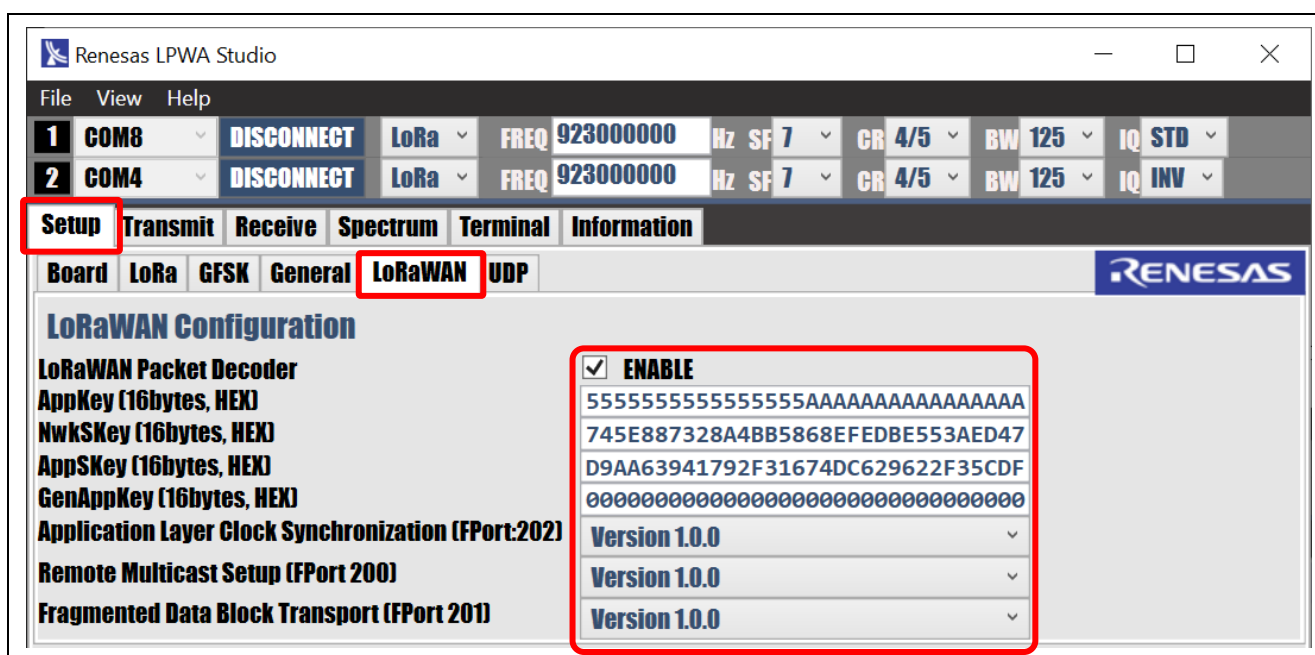 Renesas LPWA Studio
File View Help
1 COM8 DISCONNECT LoRa FREQ 923000000 Hz SF 7 CR 4/5 BW 125 IQ STD
2 COM4 DISCONNECT LoRa FREQ 923000000 Hz SF 7 CR 4/5 BW 125 IQ INV
Setup Transmit Receive Spectrum Terminal Information
Board LoRa GFSK General LoRaWAN UDP RENESAS
LoRaWAN Configuration
LoRaWAN Packet Decoder ENABLE
AppKey (16bytes, HEX) 5555555555555555AAAAAAAAAAAAAAAA
NwkSKey (16bytes, HEX) 745E887328A4BB5868EFEDBE553AED47
AppSKey (16bytes, HEX) D9AA63941792F31674DC629622F35CDF
GenAppKey (16bytes, HEX) 00000000000000000000000000000000
Application Layer Clock Synchronization (FPort:202) Version 1.0.0
Remote Multicast Setup (FPort 200) Version 1.0.0
Fragmented Data Block Transport (FPort 201) Version 1.0.0